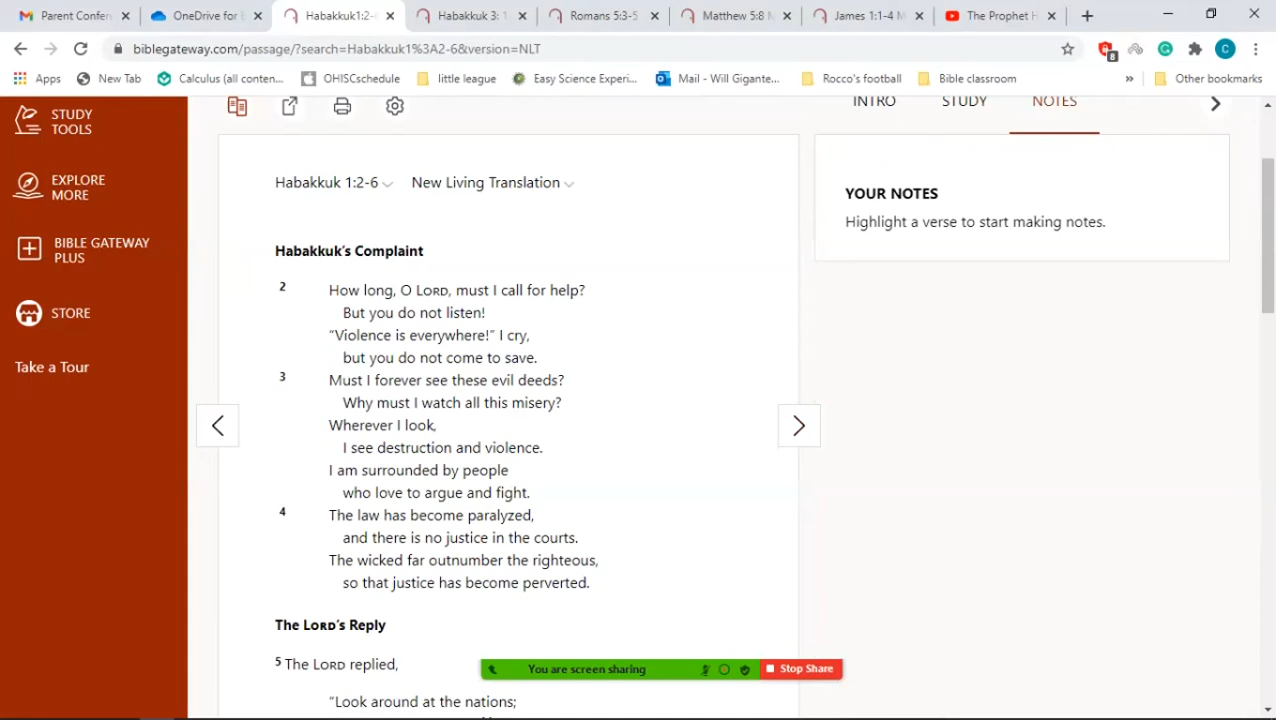 Parent Confer
OneDrive for E
Habakkuk1:2-6
Habakkuk 3: 1
Romans 5:3-5
Matthew 5:8 N
James 1:1-4 M
The Prophet H
biblegateway.com/passage/?search=Habakkuk1%3A2-6&version=NLT
8
C
Apps
New Tab
Calculus (all conten...
OHISCschedule
little league
Easy Science Experi...
Mail - Will Gigante...
Rocco's football
Bible classroom
»
Other bookmarks
STUDY
TOOLS
EXPLORE
MORE
BIBLE GATEWAY
PLUS
STORE
Take a Tour
INTRO
STUDY
NOTES
Habakkuk 1:2-6
New Living Translation
YOUR NOTES
Highlight a verse to start making notes.
Habakkuk's Complaint
2 How long, O LORD, must I call for help?
But you do not listen!
“Violence is everywhere!” I cry,
but you do not come to save.
3 Must I forever see these evil deeds?
Why must I watch all this misery?
Wherever I look,
I see destruction and violence.
I am surrounded by people
who love to argue and fight.
4 The law has become paralyzed,
and there is no justice in the courts.
The wicked far outnumber the righteous,
so that justice has become perverted.
The LORD's Reply
5 The LORD replied,
“Look around at the nations;
You are screen sharing
Stop Share